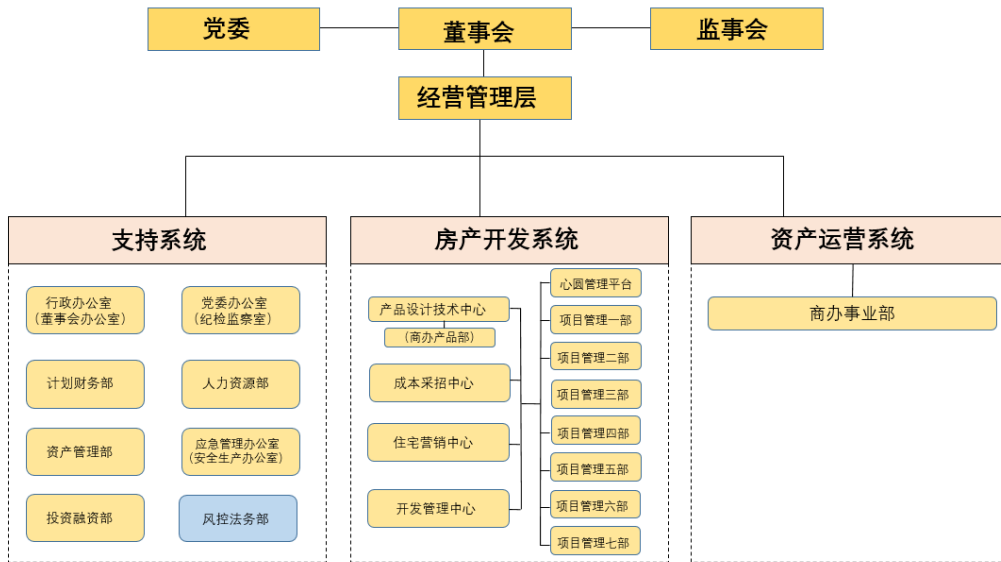 党委
董事会
监事会
经营管理层
支持系统
行政办公室
(董事会办公室)
党委办公室
(纪检监察室)
计划财务部
人力资源部
资产管理部
应急管理办公室
(安全生产办公室)
投资融资部
风控法务部
房产开发系统
产品设计技术中心
(商办产品部)
成本采招中心
住宅营销中心
开发管理中心
心圆管理平台
项目管理一部
项目管理二部
项目管理三部
项目管理四部
项目管理五部
项目管理六部
项目管理七部
资产运营系统
商办事业部